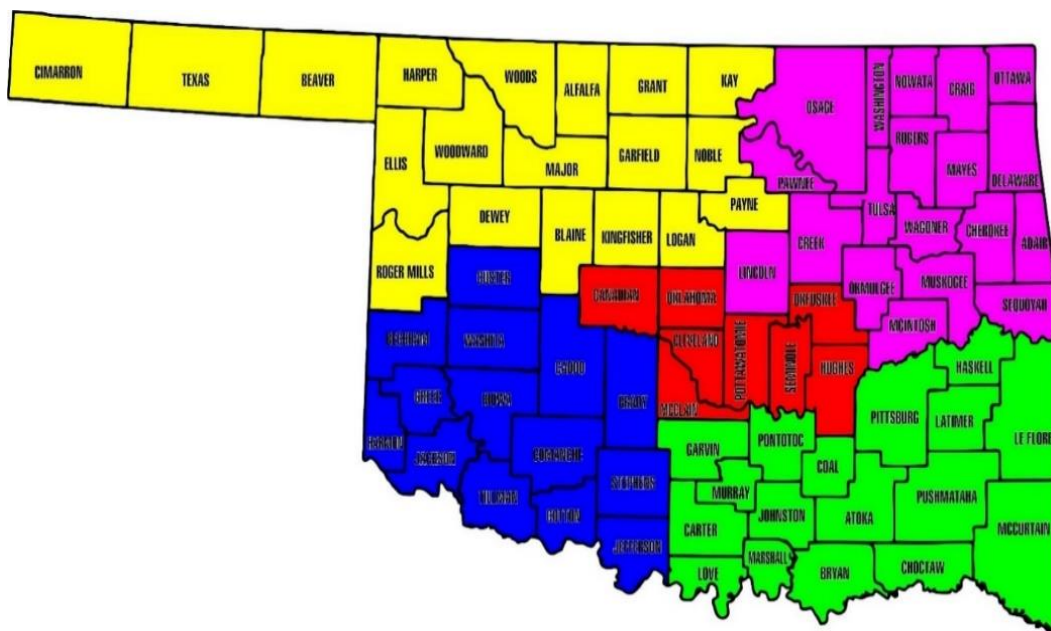 CIMARRON
TEXAS
BEAVER
HARPER
WOODS
ALFALFA
GRANT
KAY
OSAGE
WASHINGTON
NOWATA
CRAIG
OTTAWA
ELLIS
WOODWARD
MAJOR
GARFIELD
NOBLE
PAWNEE
ROGERS
MAYES
DELAWARE
DEWEY
BLAINE
KINGFISHER
LOGAN
PAYNE
CREEK
TULSA
WAGONER
CHEROKEE
ADAIR
ROGER MILLS
CUSTER
CANADIAN
OKLAHOMA
LINCOLN
OKFUSKEE
OKMULGEE
MUSKOGEE
SEQUOYAH
BECKHAM
WASHITA
CADDO
GRADY
CLEVELAND
MCCLAIN
POTTAWATOMIE
SEMINOLE
HUGHES
MCINTOSH
HASKELL
GREER
KIOWA
HARMON
JACKSON
COMANCHE
GARVIN
PONTOTOC
PITTSBURG
LATIMER
LE FLORE
TILLMAN
COTTON
STEPHENS
MURRAY
COAL
PUSHMATAHA
JEFFERSON
CARTER
JOHNSTON
ATOKA
MCCURTAIN
LOVE
MARSHALL
BRYAN
CHOCTAW